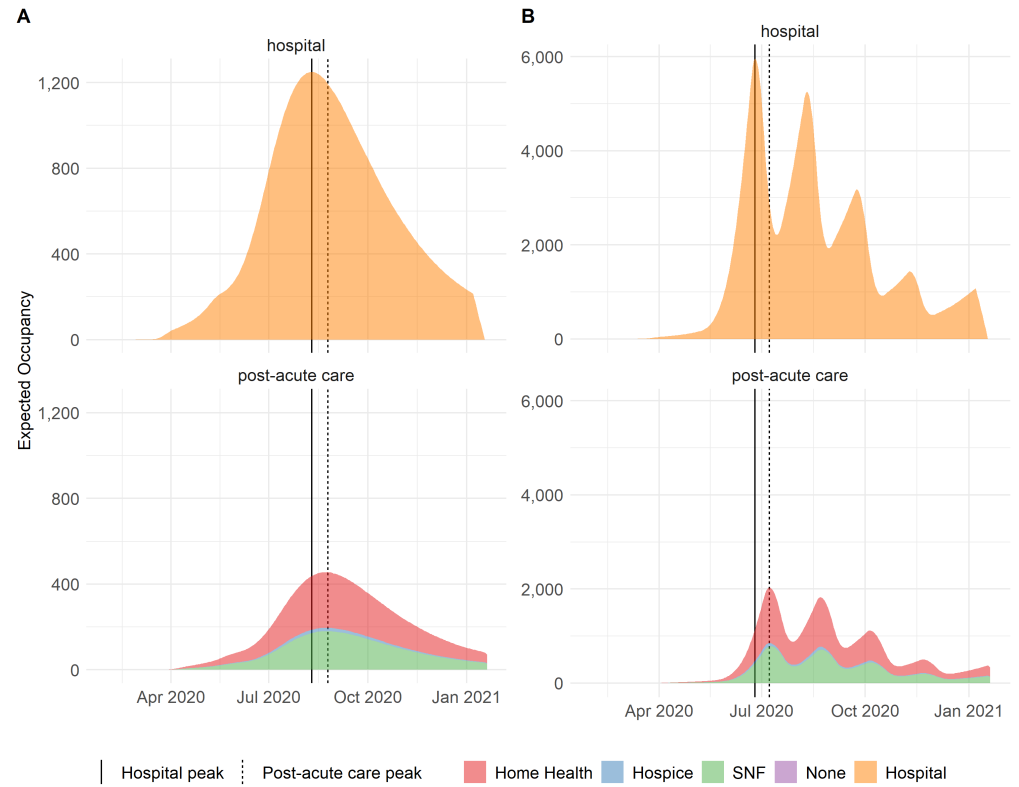 A
hospital
1,200
800
400
0
post-acute care
1,200
800
400
0
Apr 2020 Jul 2020 Oct 2020 Jan 2021
Expected Occupancy
B
hospital
6,000
4,000
2,000
0
post-acute care
6,000
4,000
2,000
0
Apr 2020 Jul 2020 Oct 2020 Jan 2021
Hospital peak Post-acute care peak Home Health Hospice SNF None Hospital